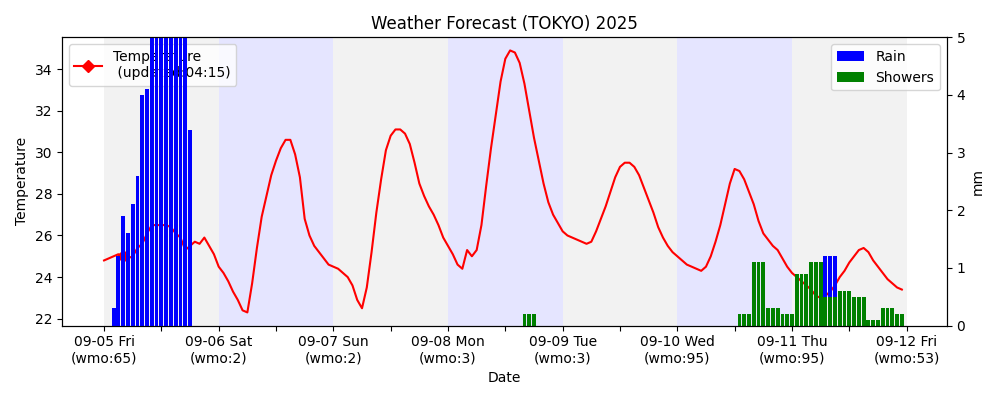 Weather Forecast (TOKYO) 2025
Temperature
(updated 04:15)
Rain
Showers
Temperature
34
32
30
28
26
24
22
5
4
3
2
1
0
mm
09-05 Fri
(wmo:65)
09-06 Sat
(wmo:2)
09-07 Sun
(wmo:2)
09-08 Mon
(wmo:3)
09-09 Tue
(wmo:3)
09-10 Wed
(wmo:95)
09-11 Thu
(wmo:95)
09-12 Fri
(wmo:53)
Date